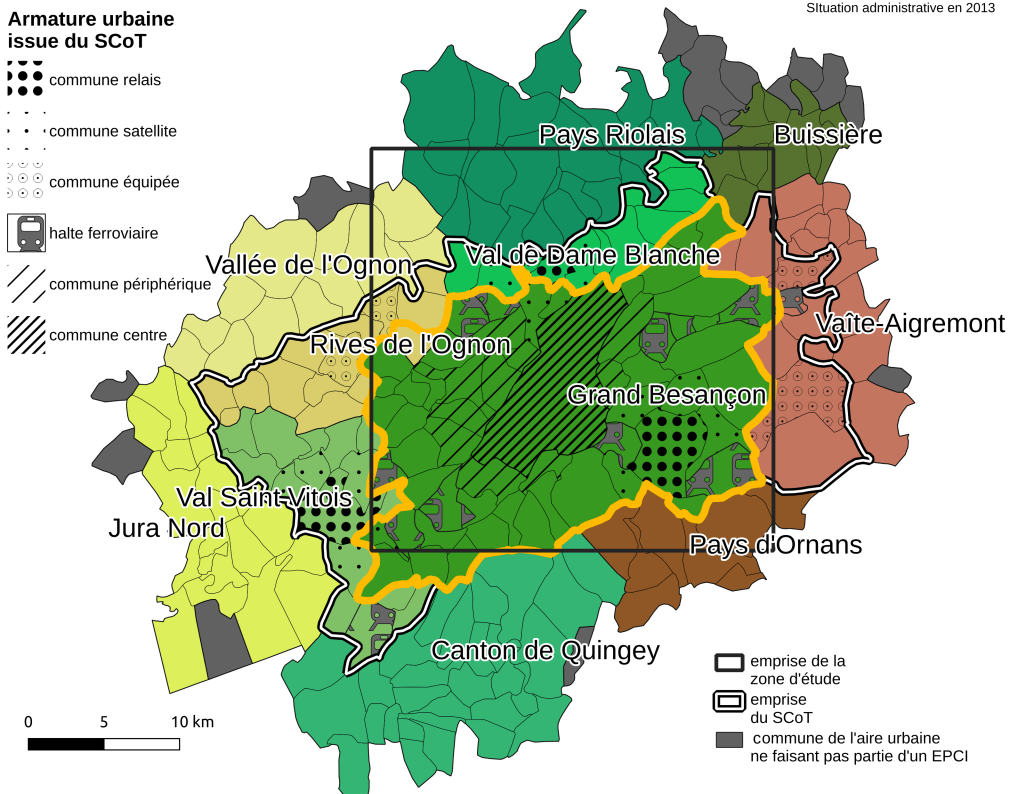 SItuation administrative en 2013
Armature urbaine
issue du SCoT
commune relais
commune satellite
commune équipée
halte ferroviaire
commune périphérique
commune centre
Pays Riolais
Buissière
Val de Dame Blanche
Vallée de l'Ognon
Vaîte-Aigremont
Rives de l'Ognon
Grand Besançon
Val Saint-Vitois
Jura Nord
Pays d'Ornans
Canton de Quingey
emprise de la
zone d'étude
emprise
du SCoT
commune de l'aire urbaine
ne faisant pas partie d'un EPCI
0 5 10 km